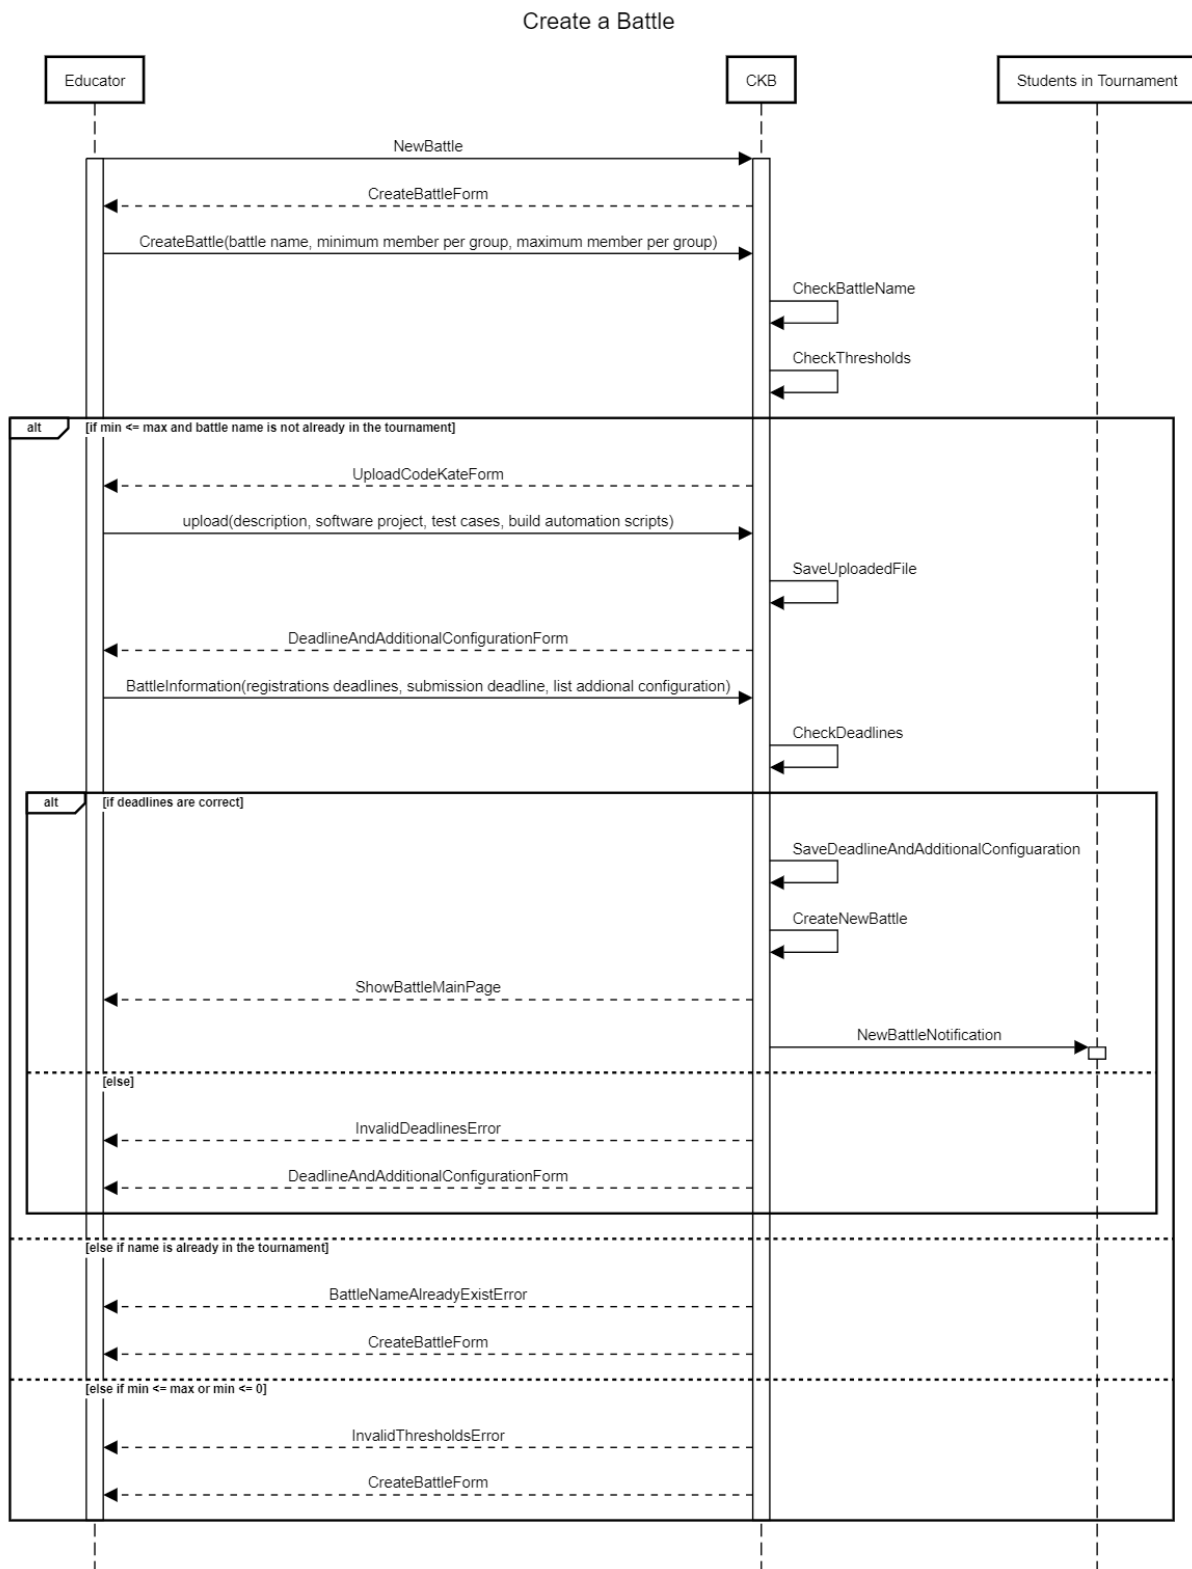 Create a Battle
Educator
CKB
Students in Tournament
NewBattle
CreateBattleForm
CreateBattle(battle name, minimum member per group, maximum member per group)
CheckBattleName
CheckThresholds
alt
[if min <= max and battle name is not already in the tournament]
UploadCodeKateForm
upload(description, software project, test cases, build automation scripts)
SaveUploadedFile
DeadlineAndAdditionalConfigurationForm
BattleInformation(registrations deadlines, submission deadline, list addional configuration)
CheckDeadlines
alt
[if deadlines are correct]
SaveDeadlineAndAdditionalConfiguaration
CreateNewBattle
ShowBattleMainPage
NewBattleNotification
[else]
InvalidDeadlinesError
DeadlineAndAdditionalConfigurationForm
[else if name is already in the tournament]
BattleNameAlreadyExistError
CreateBattleForm
[else if min <= max or min <= 0]
InvalidThresholdsError
CreateBattleForm